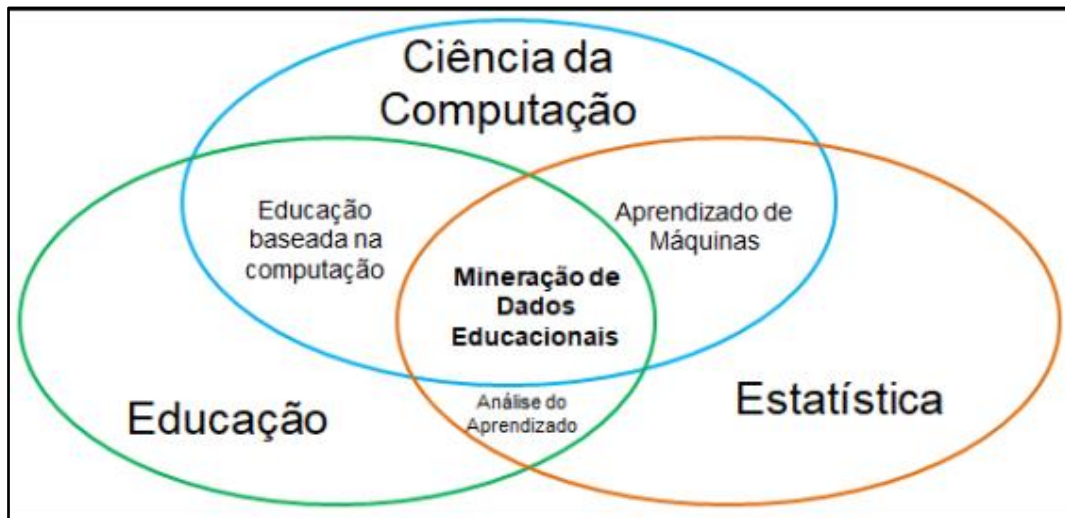 Ciência da
Computação
Educação
baseada na
computação
Aprendizado de
Máquinas
Mineração de
Dados
Educacionais
Educação
Análise do
Aprendizado
Estatística